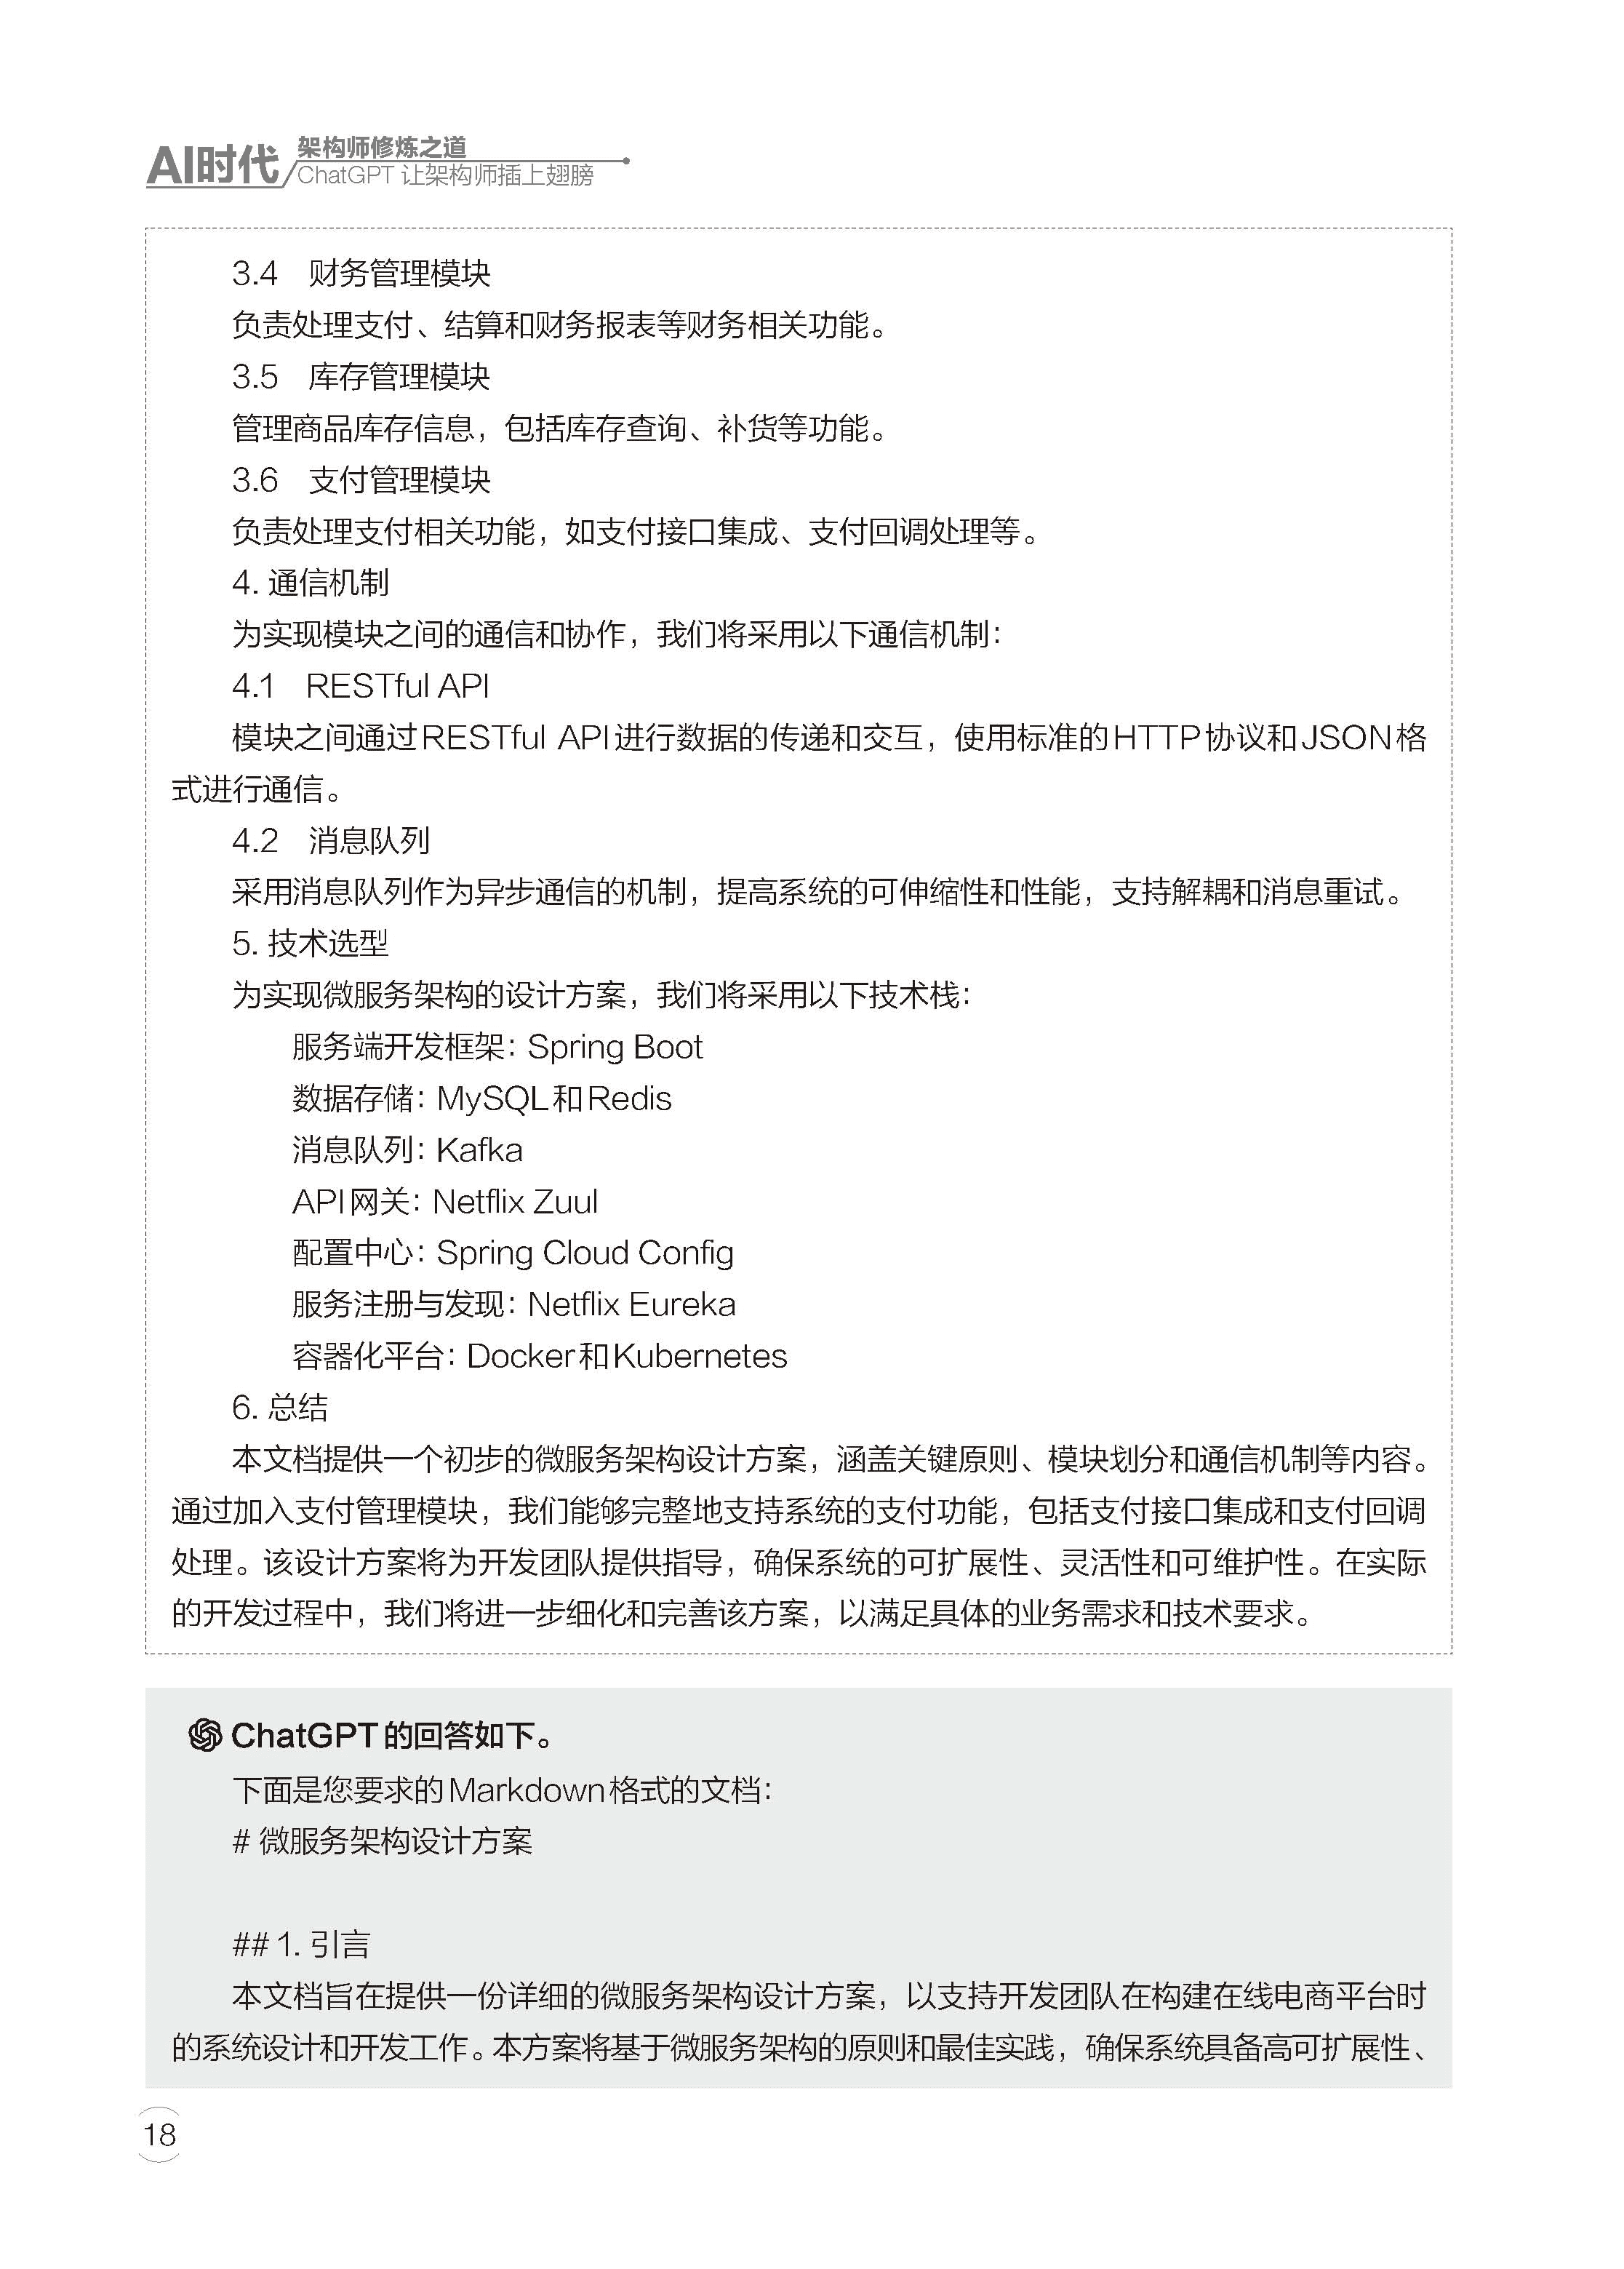 AI时代
架构师修炼之道
ChatGPT 让架构师插上翅膀
3.4 财务管理模块
负责处理支付、结算和财务报表等财务相关功能。
3.5 库存管理模块
管理商品库存信息，包括库存查询、补货等功能。
3.6 支付管理模块
负责处理支付相关功能，如支付接口集成、支付回调处理等。
4. 通信机制
为实现模块之间的通信和协作，我们将采用以下通信机制：
4.1 RESTful API
模块之间通过RESTful API进行数据的传递和交互，使用标准的HTTP协议和JSON格
式进行通信。
4.2 消息队列
采用消息队列作为异步通信的机制，提高系统的可伸缩性和性能，支持解耦和消息重试。
5. 技术选型
为实现微服务架构的设计方案，我们将采用以下技术栈：
服务端开发框架：Spring Boot
数据存储：MySQL和Redis
消息队列：Kafka
API网关：Netflix Zuul
配置中心：Spring Cloud Config
服务注册与发现：Netflix Eureka
容器化平台：Docker和Kubernetes
6. 总结
本文档提供一个初步的微服务架构设计方案，涵盖关键原则、模块划分和通信机制等内容。
通过加入支付管理模块，我们能够完整地支持系统的支付功能，包括支付接口集成和支付回调
处理。该设计方案将为开发团队提供指导，确保系统的可扩展性、灵活性和可维护性。在实际
的开发过程中，我们将进一步细化和完善该方案，以满足具体的业务需求和技术要求。
ChatGPT的回答如下。
下面是您要求的Markdown格式的文档：
# 微服务架构设计方案
## 1. 引言
本文档旨在提供一份详细的微服务架构设计方案，以支持开发团队在构建在线电商平台时
的系统设计和开发工作。本方案将基于微服务架构的原则和最佳实践，确保系统具备高可扩展性、
18